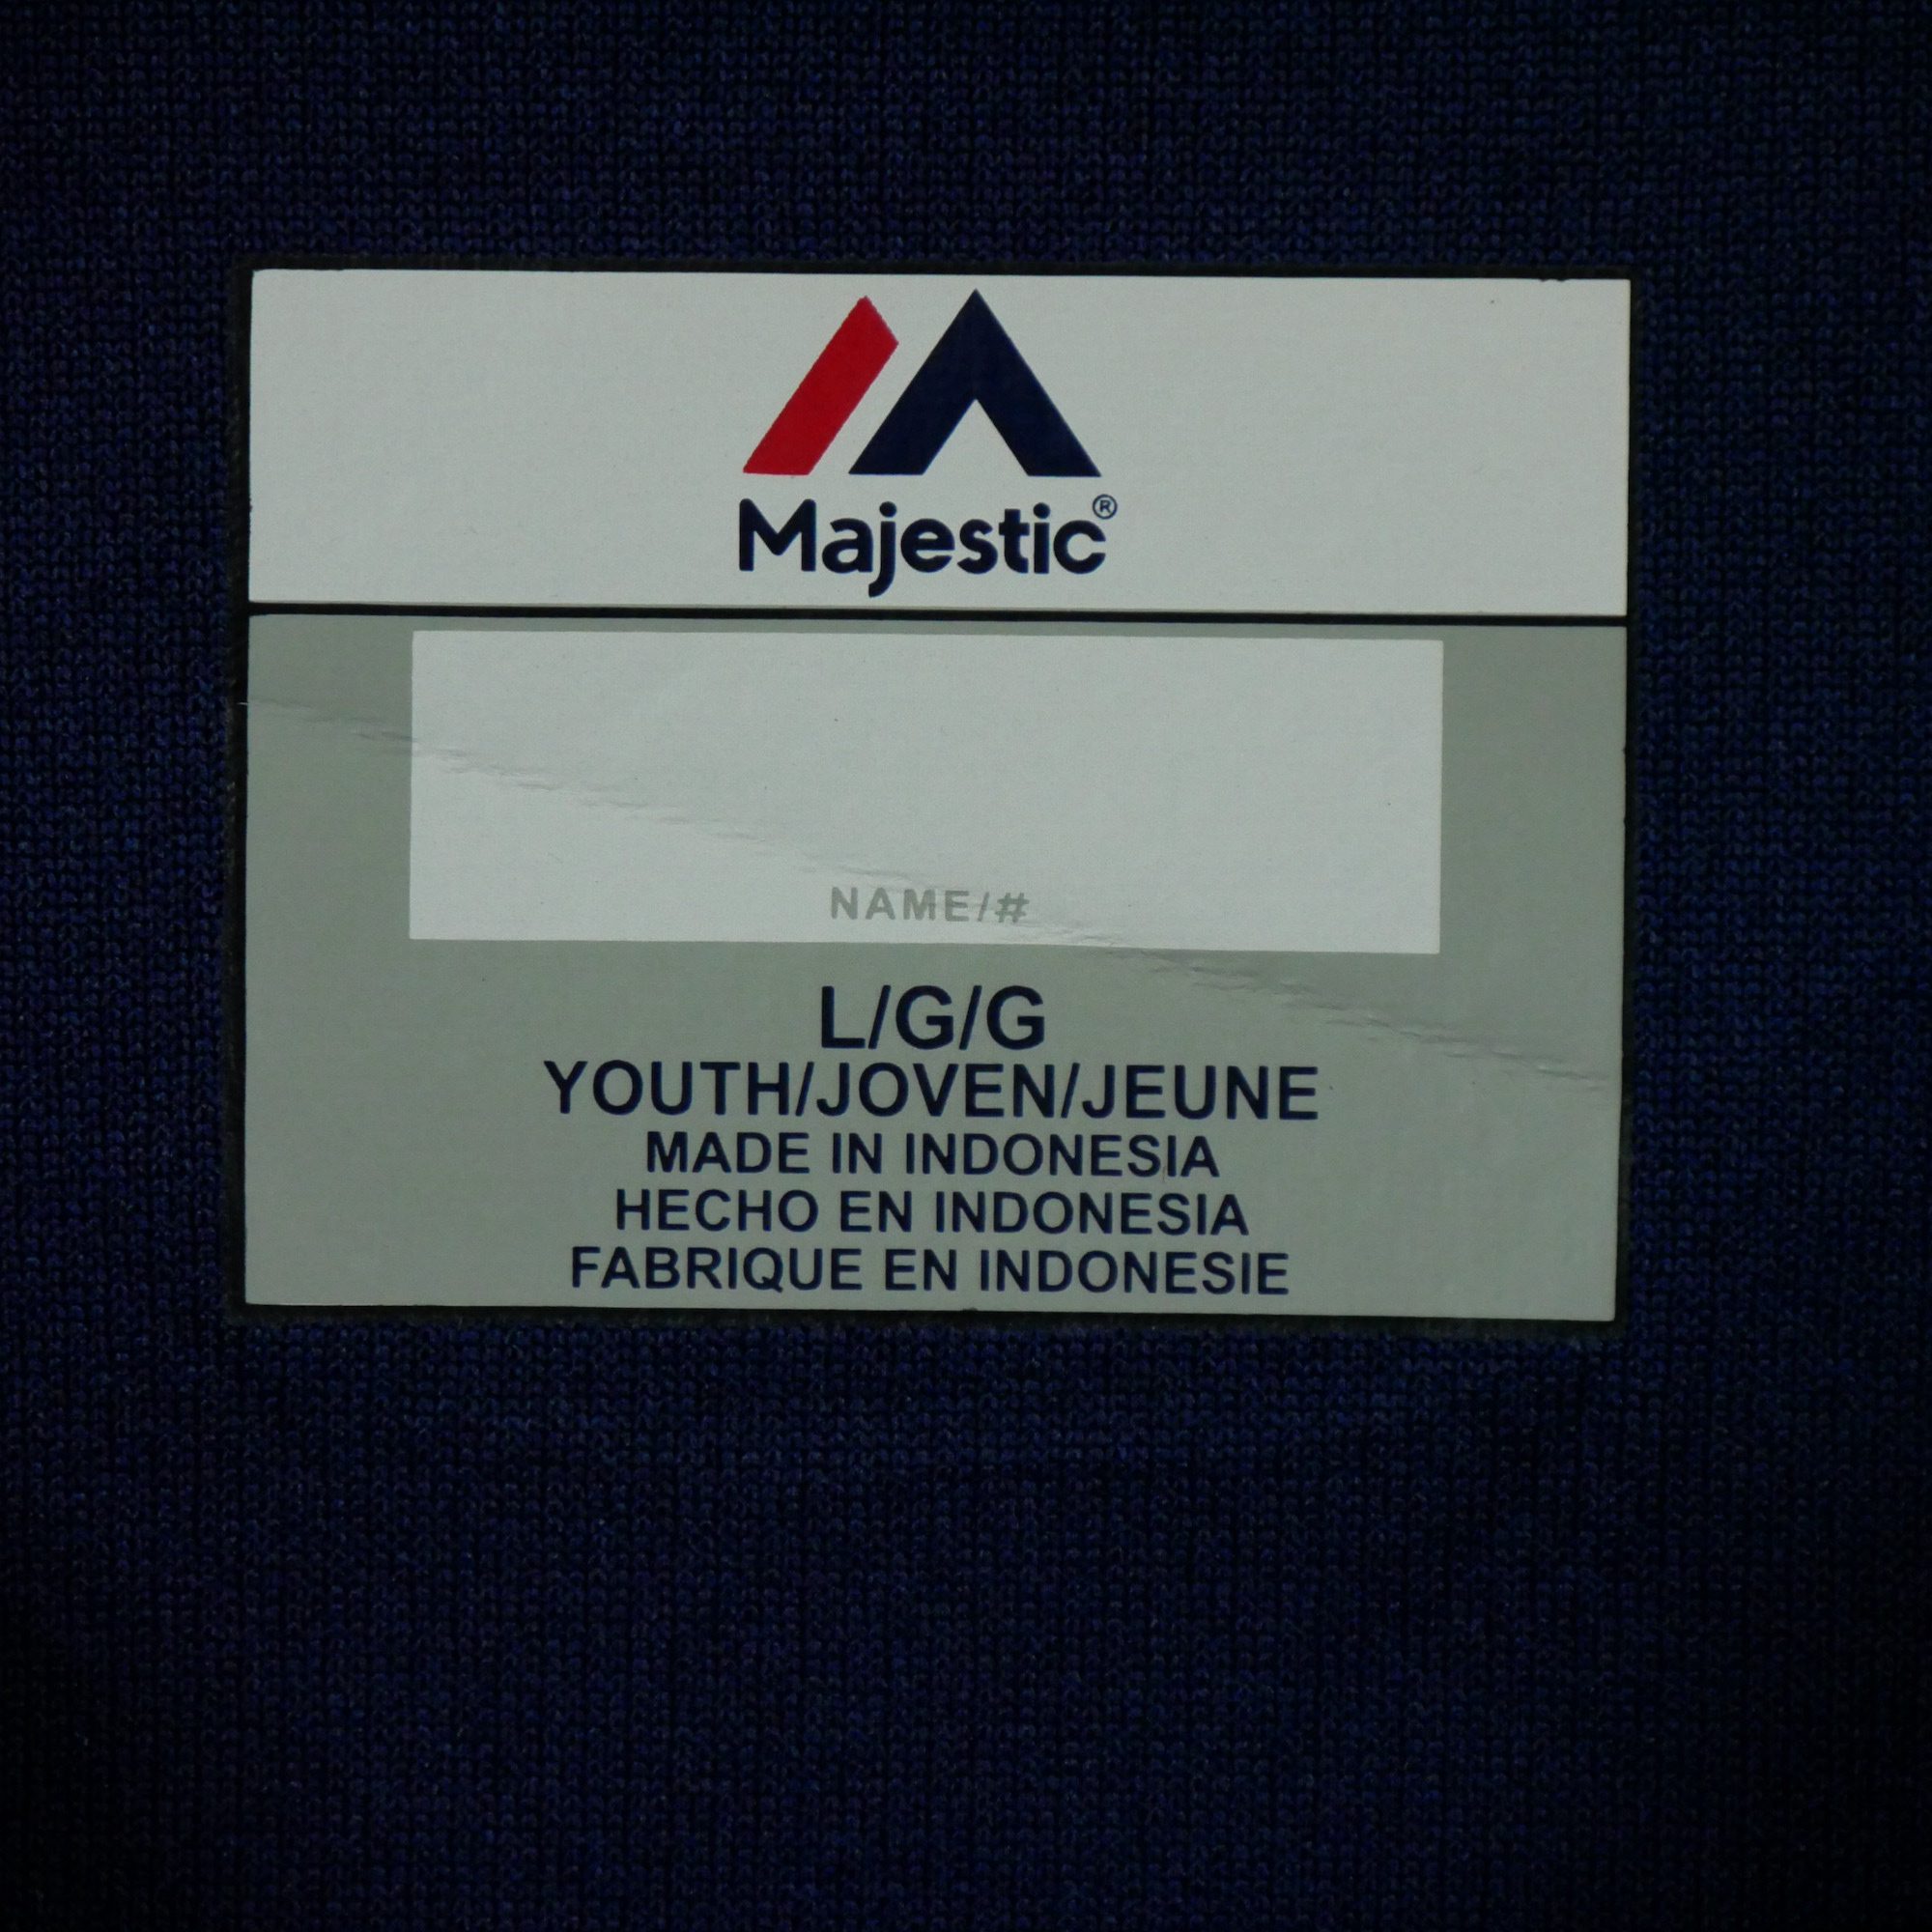 Majestic®
NAME/#
L/G/G
YOUTH/JOVEN/JEUNE
MADE IN INDONESIA
HECHO EN INDONESIA
FABRIQUE EN INDONESIE